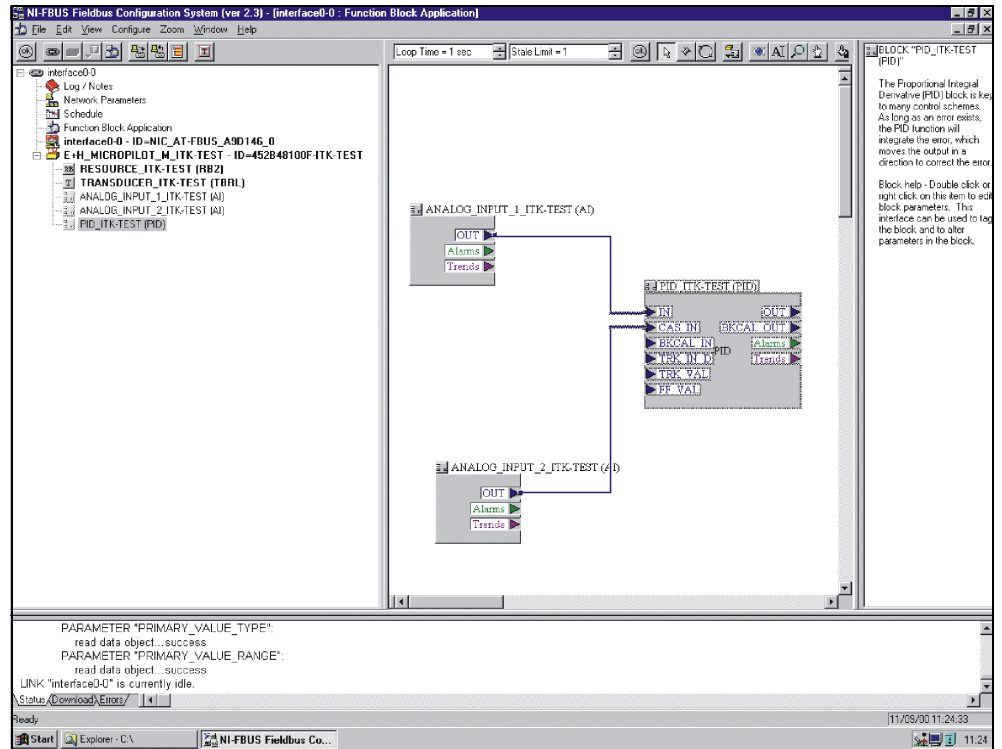 NI-FBUS Fieldbus Configuration System (ver 2.3) - [interface0-0 : Function Block Application]
File Edit View Configure Zoom Window Help
Loop Time = 1 sec
Stale Limit = 1
interface0-0
Log / Notes
Network Parameters
Schedule
Function Block Application
interface0-0 - ID=NIC_AT-FBUS_A9D146_0
E+H_MICROPILOT_M_ITK-TEST - ID=452B48100F-ITK-TEST
RESOURCE_ITK-TEST (RB2)
TRANSDUCER_ITK-TEST (TBRL)
ANALOG_INPUT_1_ITK-TEST (AI)
ANALOG_INPUT_2_ITK-TEST (AI)
PID_ITK-TEST (PID)
ANALOG_INPUT_1_ITK-TEST (AI)
OUT
Alarms
Trends
PID_ITK-TEST (PID)
IN
CAS_IN
BKCAL_IN
TRK_IN_D
TRK_VAL
FF_VAL
PID
OUT
BKCAL_OUT
Alarms
Trends
ANALOG_INPUT_2_ITK-TEST (AI)
OUT
Alarms
Trends
BLOCK "PID_ITK-TEST
(PID)"
The Proportional Integral
Derivative (PID) block is key
to many control schemes.
As long as an error exists,
the PID function will
integrate the error, which
moves the output in a
direction to correct the error.
Block help - Double click or
right click on this item to edit
block parameters. This
interface can be used to tag
the block and to alter
parameters in the block.
PARAMETER "PRIMARY_VALUE_TYPE":
read data object...success
PARAMETER "PRIMARY_VALUE_RANGE":
read data object...success
LINK "interface0-0" is currently idle.
Status Download Errors
Ready
11/09/00 11:24:33
Start
Explorer - C:\
NI-FBUS Fieldbus Co...
11:24